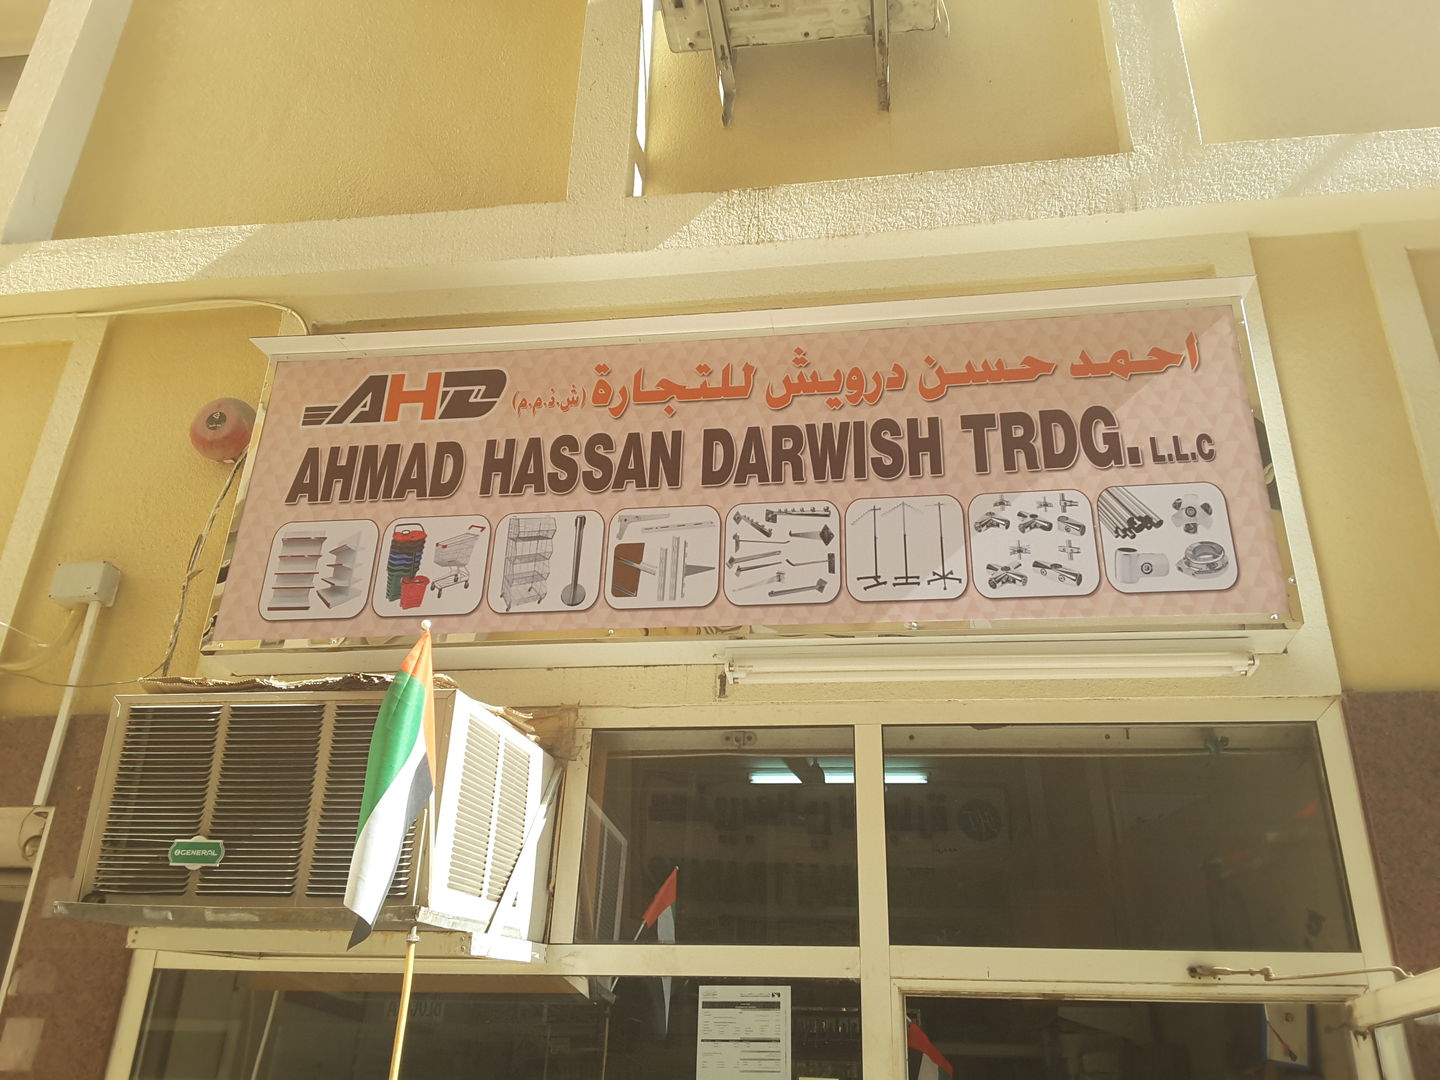 احمد حسن درويش للتجارة (ش.ذ.م.م)
AHD
AHMAD HASSAN DARWISH TRDG. L.L.C
GENERAL